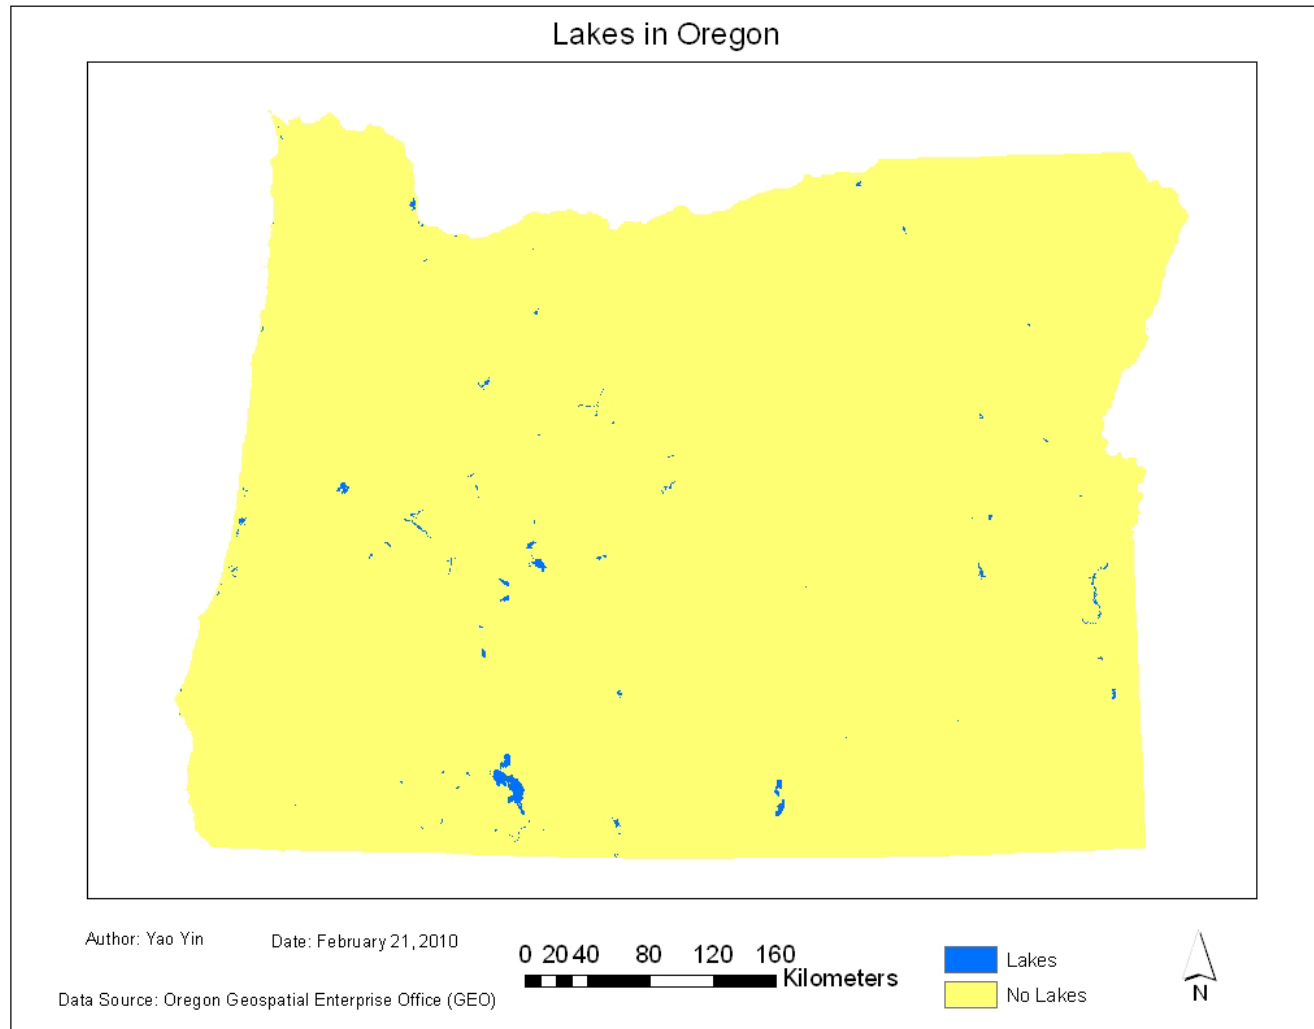 Lakes in Oregon
Author: Yao Yin
Date: February 21, 2010
0 20 40 80 120 160
Kilometers
Data Source: Oregon Geospatial Enterprise Office (GEO)
Lakes
No Lakes
N